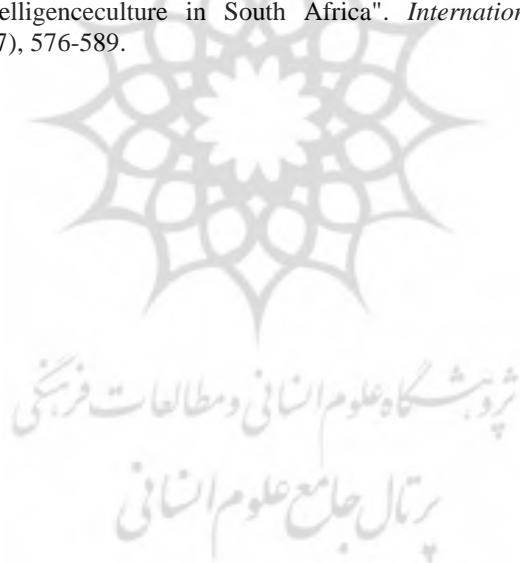 elligenceculture in South Africa". Internation
7), 576-589.
پژوهشگاه علوم انسانی و مطالعات فرهنگی
پرتال جامع علوم انسانی